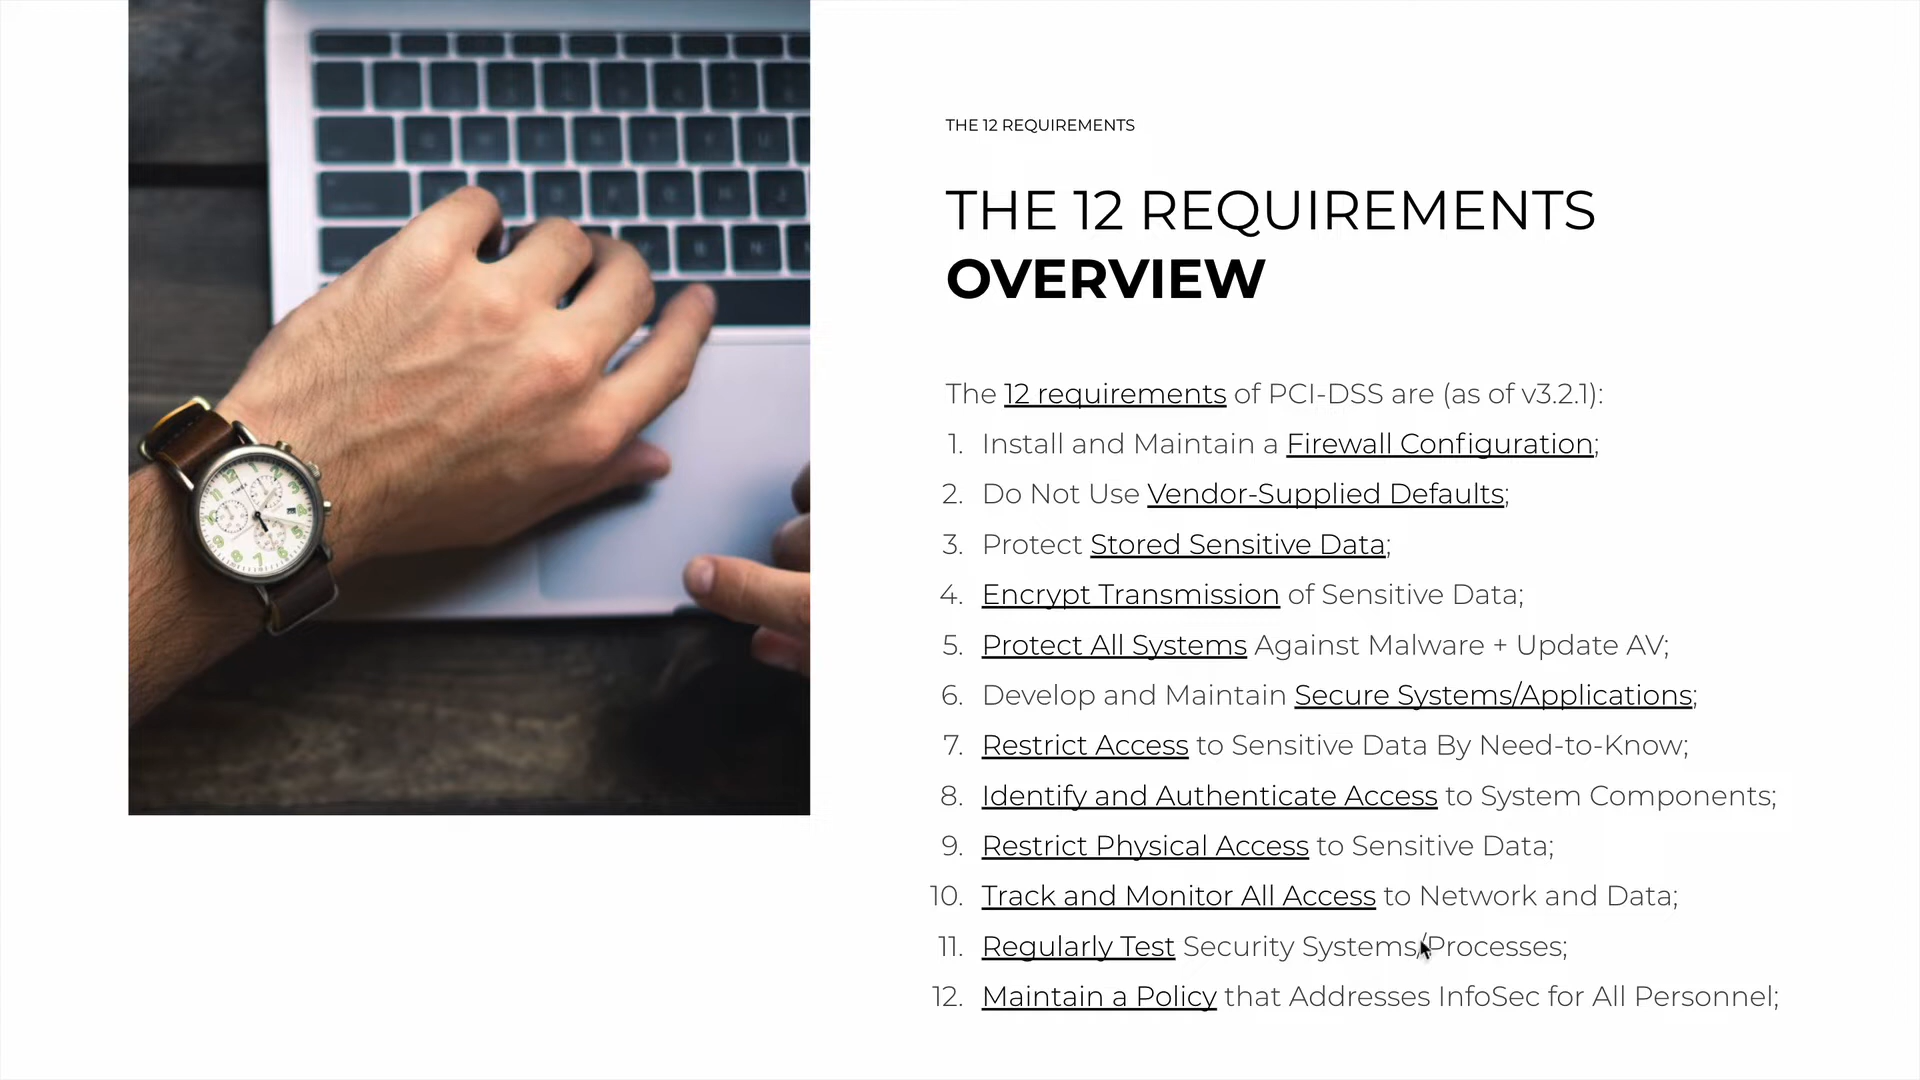 THE 12 REQUIREMENTS
THE 12 REQUIREMENTS
OVERVIEW
The 12 requirements of PCI-DSS are (as of v3.2.1):
1. Install and Maintain a Firewall Configuration;
2. Do Not Use Vendor-Supplied Defaults;
3. Protect Stored Sensitive Data;
4. Encrypt Transmission of Sensitive Data;
5. Protect All Systems Against Malware + Update AV;
6. Develop and Maintain Secure Systems/Applications;
7. Restrict Access to Sensitive Data By Need-to-Know;
8. Identify and Authenticate Access to System Components;
9. Restrict Physical Access to Sensitive Data;
10. Track and Monitor All Access to Network and Data;
11. Regularly Test Security Systems/Processes;
12. Maintain a Policy that Addresses InfoSec for All Personnel;